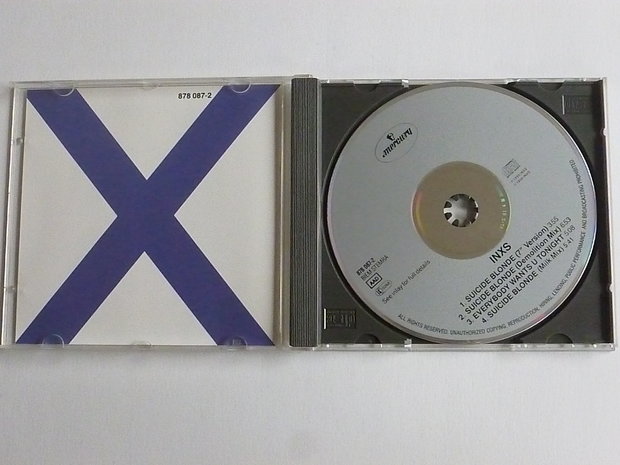 878 087-2
mercury
878 087-2
BIEM/STEMRA
AAD
See inlay for full details
INXS
1. SUICIDE BLONDE (7" Version) 3.55
2. SUICIDE BLONDE (Demolition Mix) 6.53
3. EVERYBODY WANTS U TONIGHT 5.08
4. SUICIDE BLONDE (Milk Mix) 5.41
ALL RIGHTS RESERVED. UNAUTHORIZED COPYING, REPRODUCTION, HIRING, LENDING, PUBLIC PERFORMANCE AND BROADCASTING PROHIBITED